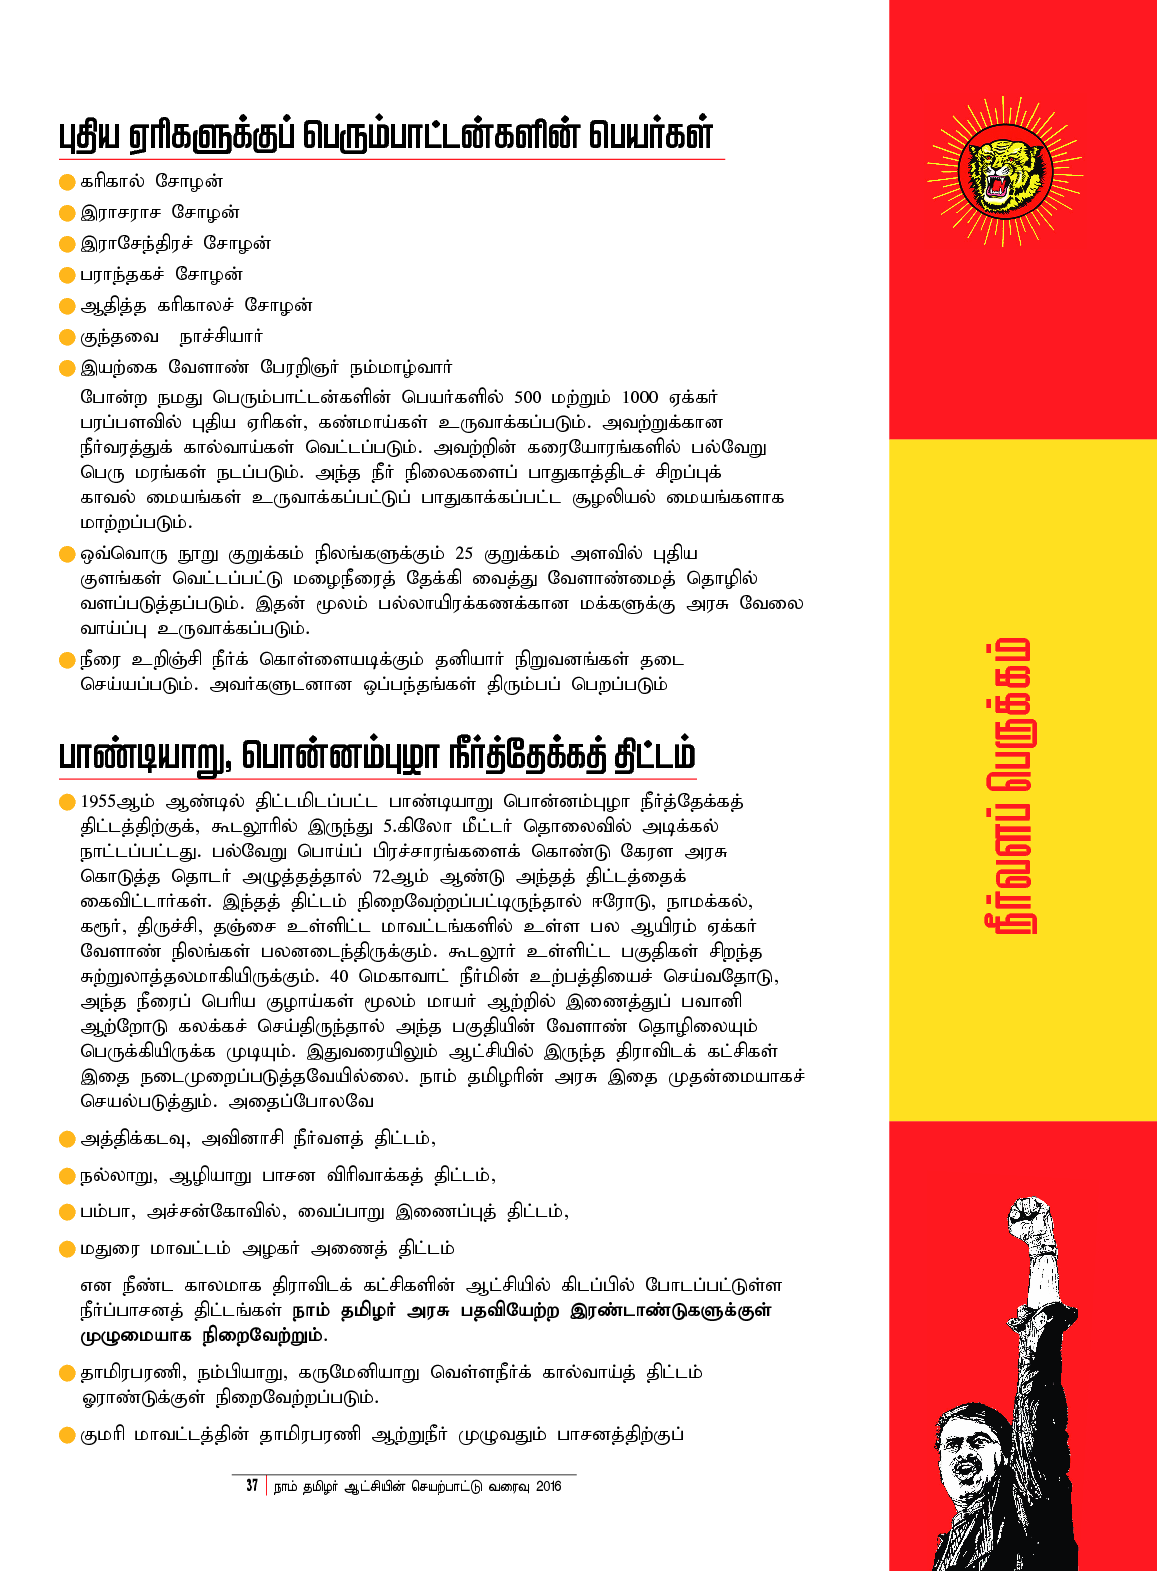 புதிய ஏரிகளுக்குப் பெரும்பாட்டன்களின் பெயர்கள்
கரிகால் சோழன்
இராசராச சோழன்
இராசேந்திரச் சோழன்
பராந்தகச் சோழன்
ஆதித்த கரிகாலச் சோழன்
குந்தவை நாச்சியார்
இயற்கை வேளாண் பேரறிஞர் நம்மாழ்வார்
போன்ற நமது பெரும்பாட்டன்களின் பெயர்களில் 500 மற்றும் 1000 ஏக்கர்
பரப்பளவில் புதிய ஏரிகள், கண்மாய்கள் உருவாக்கப்படும். அவற்றுக்கான
நீர்வரத்துக் கால்வாய்கள் வெட்டப்படும். அவற்றின் கரையோரங்களில் பல்வேறு
பெரு மரங்கள் நடப்படும். அந்த நீர் நிலைகளைப் பாதுகாத்திடச் சிறப்புக்
காவல் மையங்கள் உருவாக்கப்பட்டுப் பாதுகாக்கப்பட்ட சூழலியல் மையங்களாக
மாற்றப்படும்.
ஒவ்வொரு நூறு குறுக்கம் நிலங்களுக்கும் 25 குறுக்கம் அளவில் புதிய
குளங்கள் வெட்டப்பட்டு மழைநீரைத் தேக்கி வைத்து வேளாண்மைத் தொழில்
வளப்படுத்தப்படும். இதன் மூலம் பல்லாயிரக்கணக்கான மக்களுக்கு அரசு வேலை
வாய்ப்பு உருவாக்கப்படும்.
நீரை உறிஞ்சி நீர்க் கொள்ளையடிக்கும் தனியார் நிறுவனங்கள் தடை
செய்யப்படும். அவர்களுடனான ஒப்பந்தங்கள் திரும்பப் பெறப்படும்
பாண்டியாறு, பொன்னம்புழா நீர்த்தேக்கத் திட்டம்
1955ஆம் ஆண்டில் திட்டமிடப்பட்ட பாண்டியாறு பொன்னம்புழா நீர்த்தேக்கத்
திட்டத்திற்குக், கூடலூரில் இருந்து 5.கிலோ மீட்டர் தொலைவில் அடிக்கல்
நாட்டப்பட்டது. பல்வேறு பொய்ப் பிரச்சாரங்களைக் கொண்டு கேரள அரசு
கொடுத்த தொடர் அழுத்தத்தால் 72ஆம் ஆண்டு அந்தத் திட்டத்தைக்
கைவிட்டார்கள். இந்தத் திட்டம் நிறைவேற்றப்பட்டிருந்தால் ஈரோடு, நாமக்கல்,
கரூர், திருச்சி, தஞ்சை உள்ளிட்ட மாவட்டங்களில் உள்ள பல ஆயிரம் ஏக்கர்
வேளாண் நிலங்கள் பலனடைந்திருக்கும். கூடலூர் உள்ளிட்ட பகுதிகள் சிறந்த
சுற்றுலாத்தலமாகியிருக்கும். 40 மெகாவாட் நீர்மின் உற்பத்தியைச் செய்வதோடு,
அந்த நீரைப் பெரிய குழாய்கள் மூலம் மாயர் ஆற்றில் இணைத்துப் பவானி
ஆற்றோடு கலக்கச் செய்திருந்தால் அந்த பகுதியின் வேளாண் தொழிலையும்
பெருக்கியிருக்க முடியும். இதுவரையிலும் ஆட்சியில் இருந்த திராவிடக் கட்சிகள்
இதை நடைமுறைப்படுத்தவேயில்லை. நாம் தமிழரின் அரசு இதை முதன்மையாகச்
செயல்படுத்தும். அதைப்போலவே
அத்திக்கடவு, அவினாசி நீர்வளத் திட்டம்,
நல்லாறு, ஆழியாறு பாசன விரிவாக்கத் திட்டம்,
பம்பா, அச்சன்கோவில், வைப்பாறு இணைப்புத் திட்டம்,
மதுரை மாவட்டம் அழகர் அணைத் திட்டம்
என நீண்ட காலமாக திராவிடக் கட்சிகளின் ஆட்சியில் கிடப்பில் போடப்பட்டுள்ள
நீர்ப்பாசனத் திட்டங்கள் நாம் தமிழர் அரசு பதவியேற்ற இரண்டாண்டுகளுக்குள்
முழுமையாக நிறைவேற்றும்.
தாமிரபரணி, நம்பியாறு, கருமேனியாறு வெள்ளநீர்க் கால்வாய்த் திட்டம்
ஓராண்டுக்குள் நிறைவேற்றப்படும்.
குமரி மாவட்டத்தின் தாமிரபரணி ஆற்றுநீர் முழுவதும் பாசனத்திற்குப்
37 நாம் தமிழர் ஆட்சியின் செயற்பாட்டு வரைவு 2016
நீர்வளப் பெருக்கம்